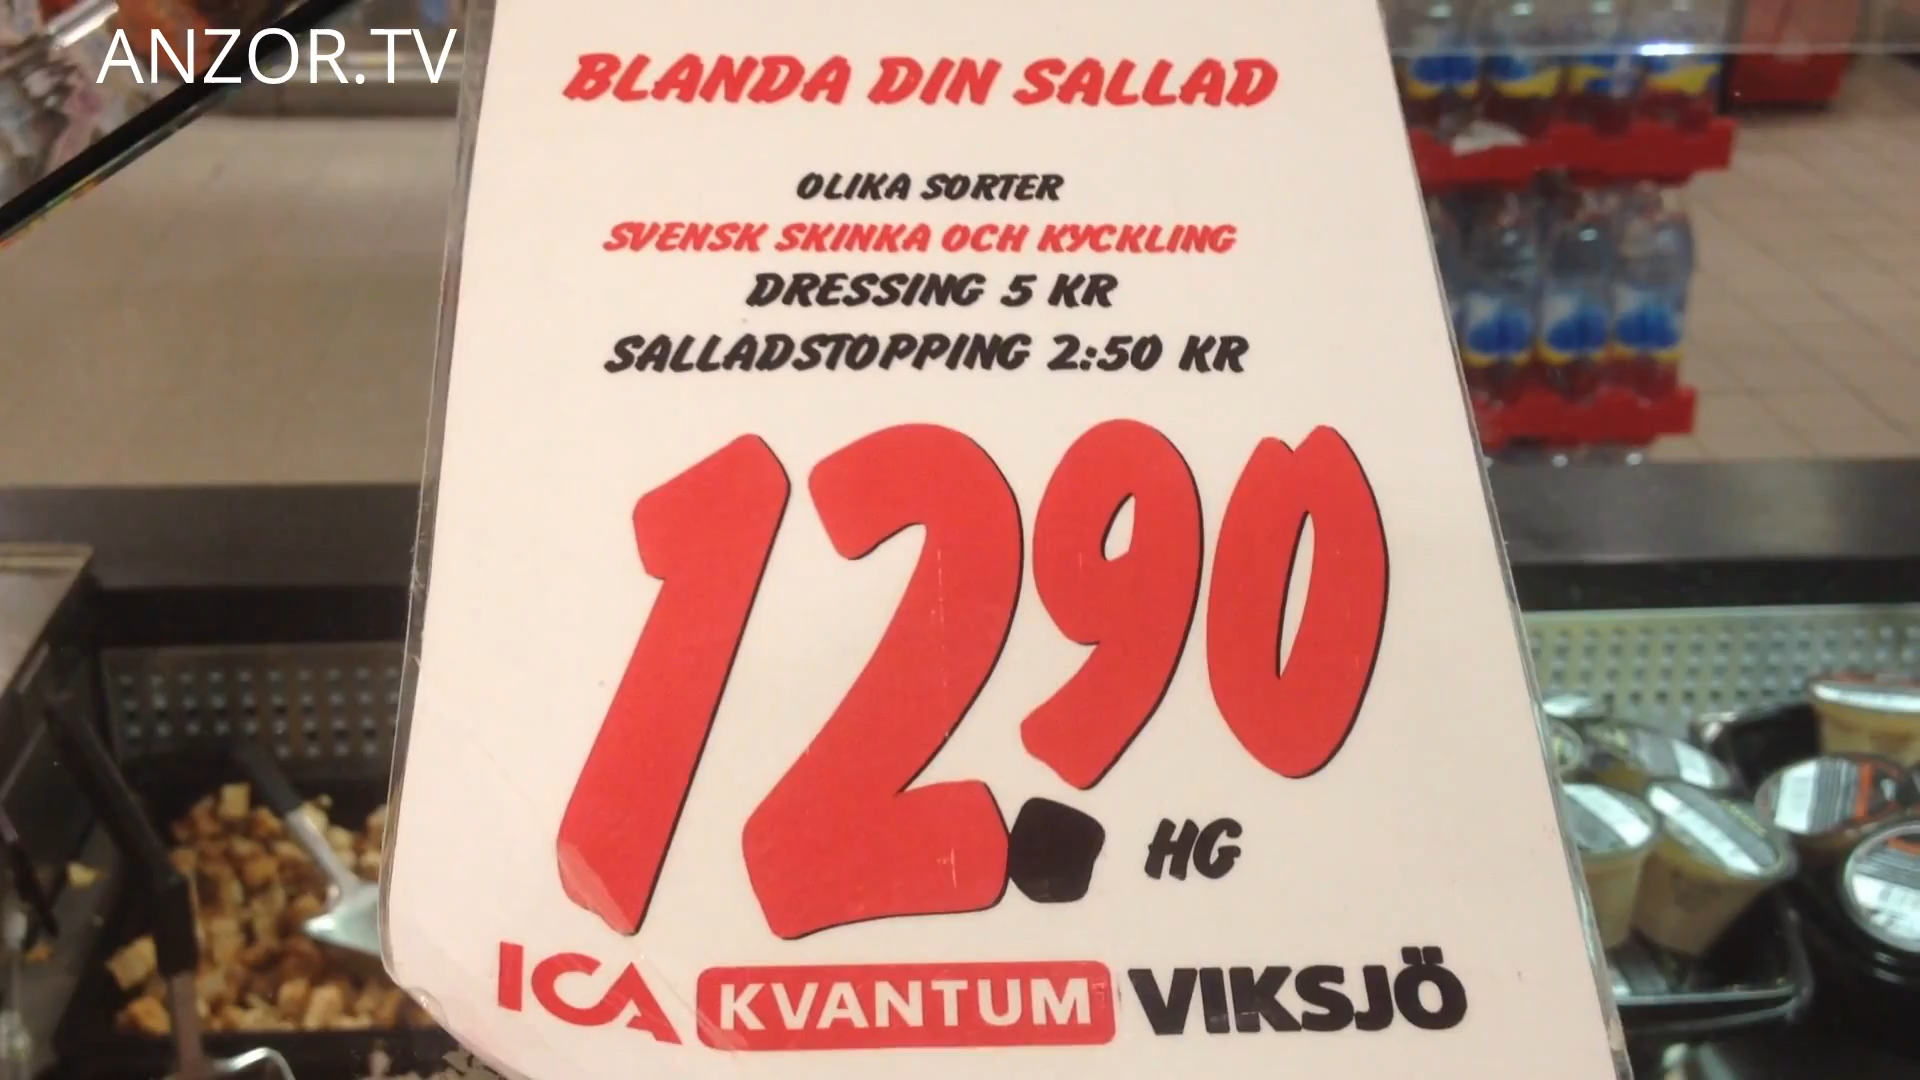 ANZOR.TV
BLANDA DIN SALLAD
OLIKA SORTER
SVENSK SKINKA OCH KYCKLING
DRESSING 5 KR
SALLADSTOPPING 2:50 KR
12.90
HG
ICA KVANTUM VIKSJÖ